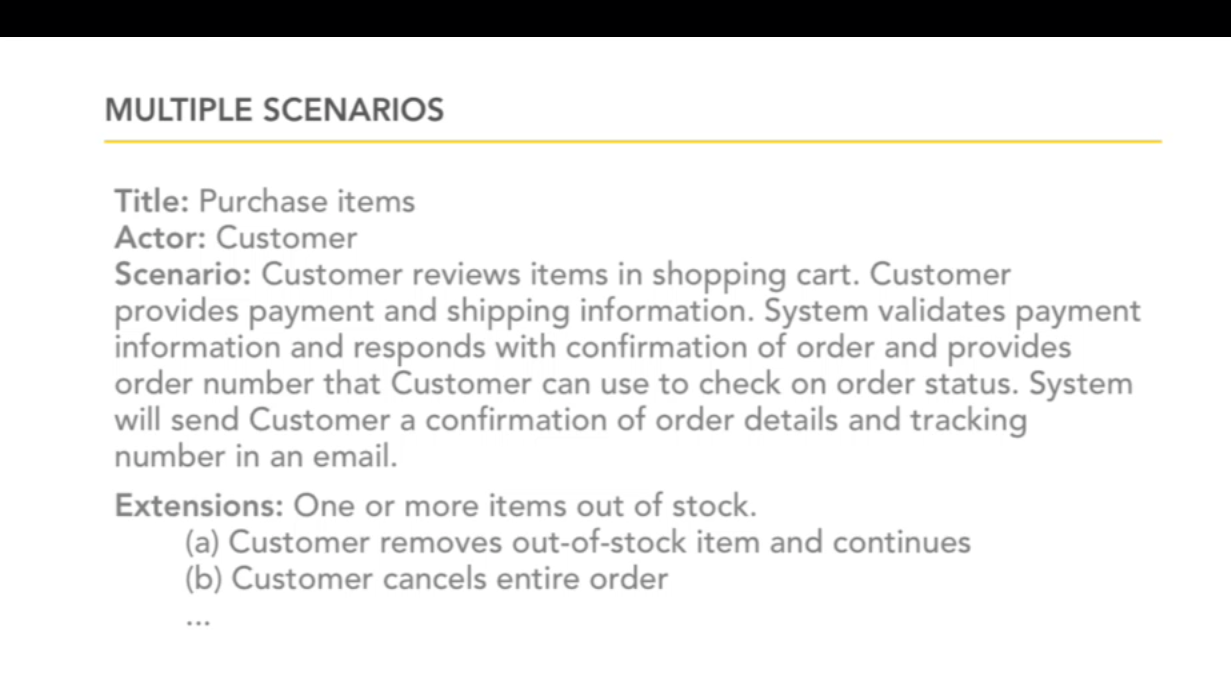 MULTIPLE SCENARIOS
Title: Purchase items
Actor: Customer
Scenario: Customer reviews items in shopping cart. Customer
provides payment and shipping information. System validates payment
information and responds with confirmation of order and provides
order number that Customer can use to check on order status. System
will send Customer a confirmation of order details and tracking
number in an email.
Extensions: One or more items out of stock.
(a) Customer removes out-of-stock item and continues
(b) Customer cancels entire order
...